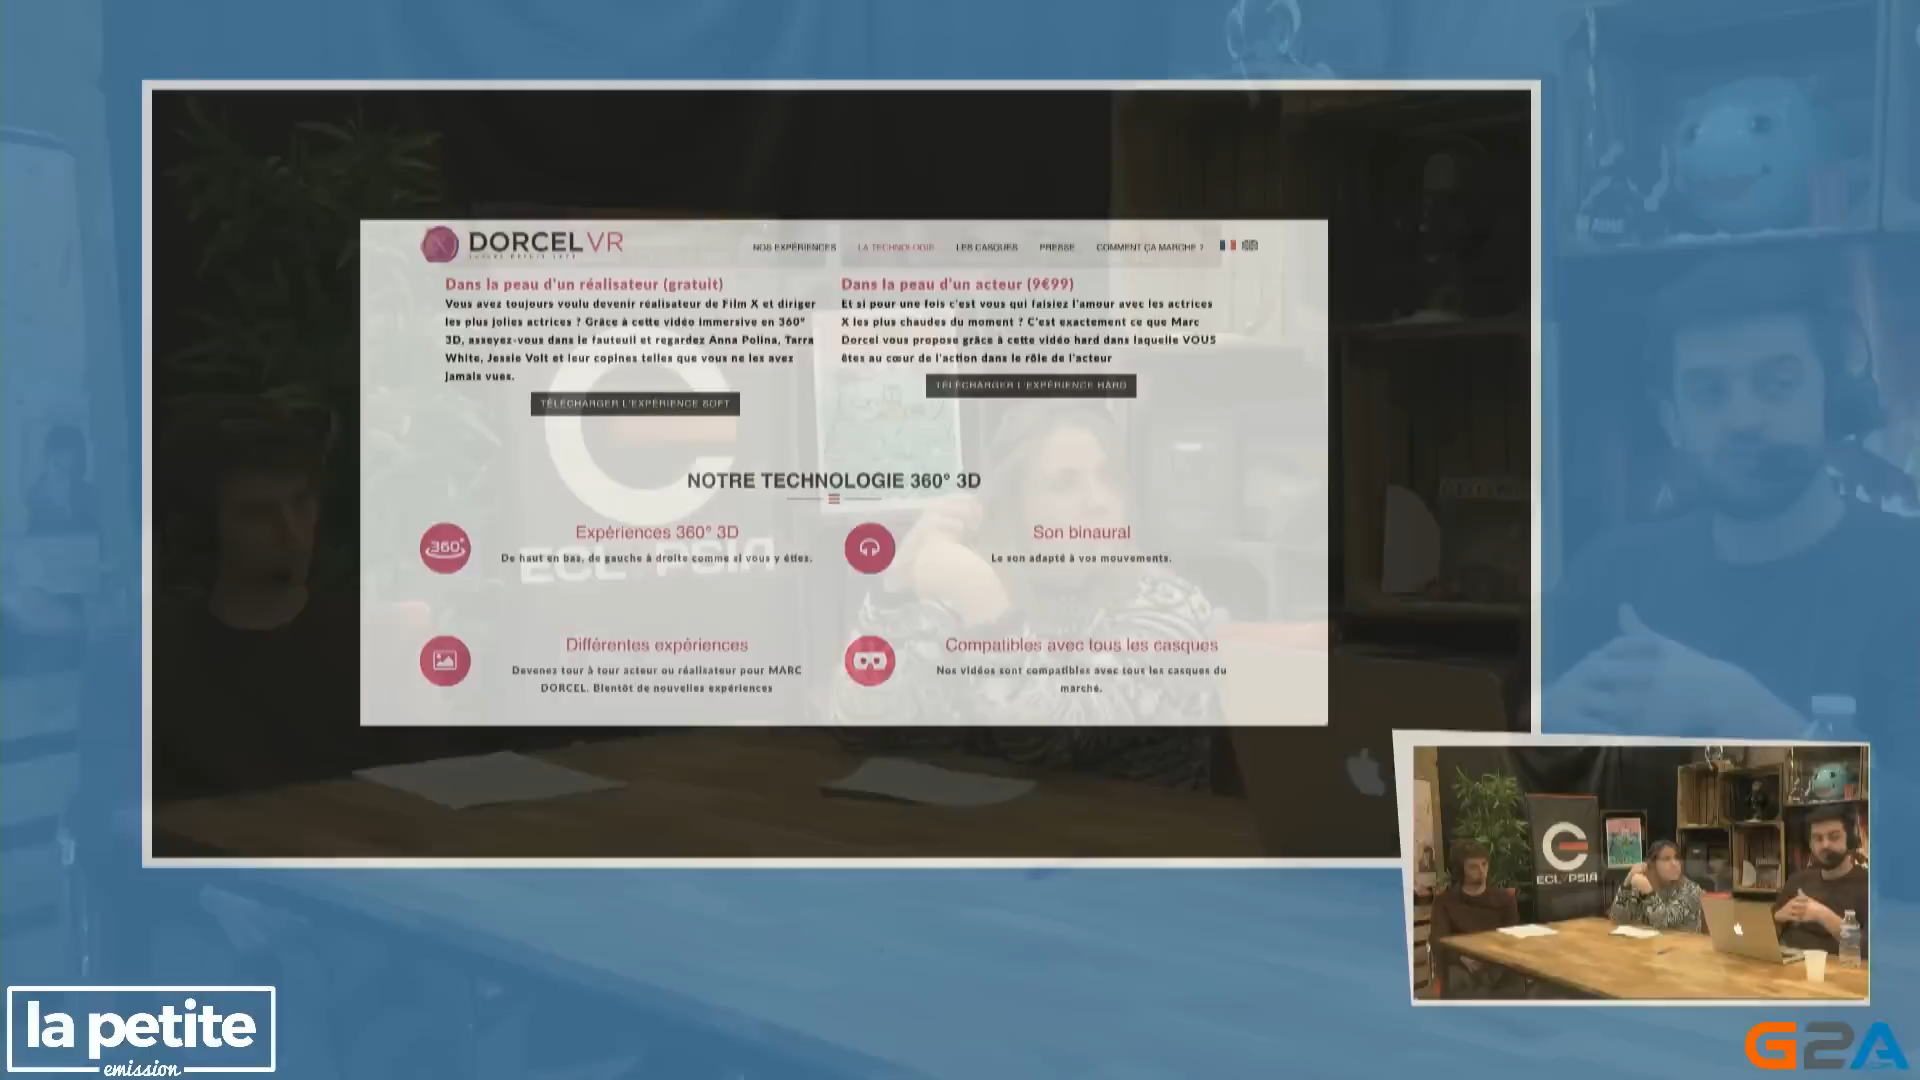 DORCEL VR
NOS EXPÉRIENCES
LA TECHNOLOGIE
LES CASQUES
PRESSE
COMMENT ÇA MARCHE ?
Dans la peau d'un réalisateur (gratuit)
Vous avez toujours voulu devenir réalisateur de Film X et diriger
les plus jolies actrices ? Grâce à cette vidéo immersive en 360°
3D, asseyez-vous dans le fauteuil et regardez Anna Polina, Tarra
White, Jessie Volt et leur copines telles que vous ne les avez
jamais vues.
TÉLÉCHARGER L'EXPÉRIENCE SOFT
Dans la peau d'un acteur (9€99)
Et si pour une fois c'est vous qui faisiez l'amour avec les actrices
X les plus chaudes du moment ? C'est exactement ce que Marc
Dorcel vous propose grâce à cette vidéo hard dans laquelle VOUS
êtes au cœur de l'action dans le rôle de l'acteur
TÉLÉCHARGER L'EXPÉRIENCE HARD
NOTRE TECHNOLOGIE 360° 3D
360°
Expériences 360° 3D
De haut en bas, de gauche à droite comme si vous y étiez.
Son binaural
Le son adapté à vos mouvements.
ECLYPSIA
Différentes expériences
Devenez tour à tour acteur ou réalisateur pour MARC
DORCEL. Bientôt de nouvelles expériences
Compatibles avec tous les casques
Nos vidéos sont compatibles avec tous les casques du
marché.
ECLYPSIA
la petite
emission
G2A